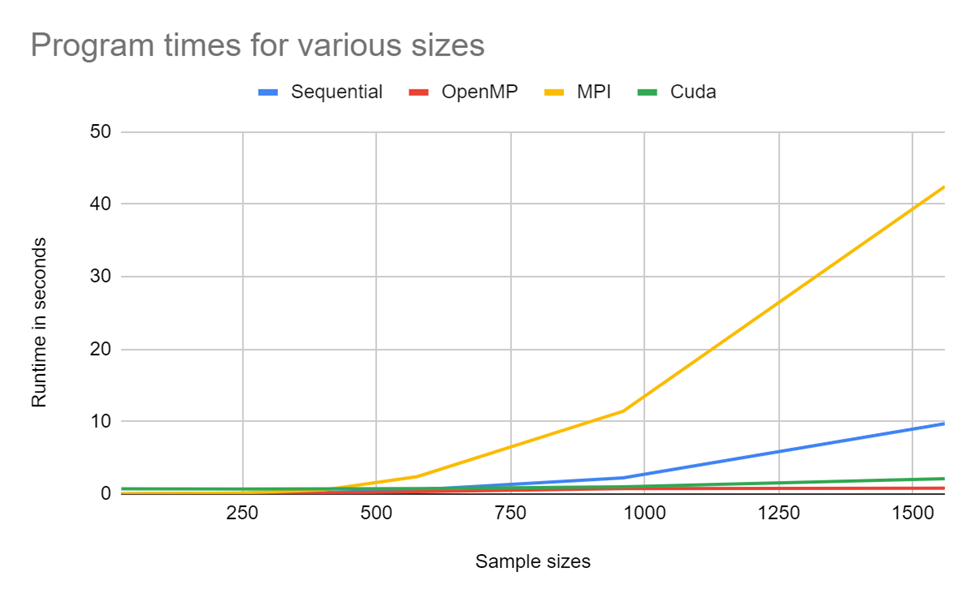 Program times for various sizes
Sequential OpenMP MPI Cuda
50
40
30
20
10
0
Runtime in seconds
250 500 750 1000 1250 1500
Sample sizes